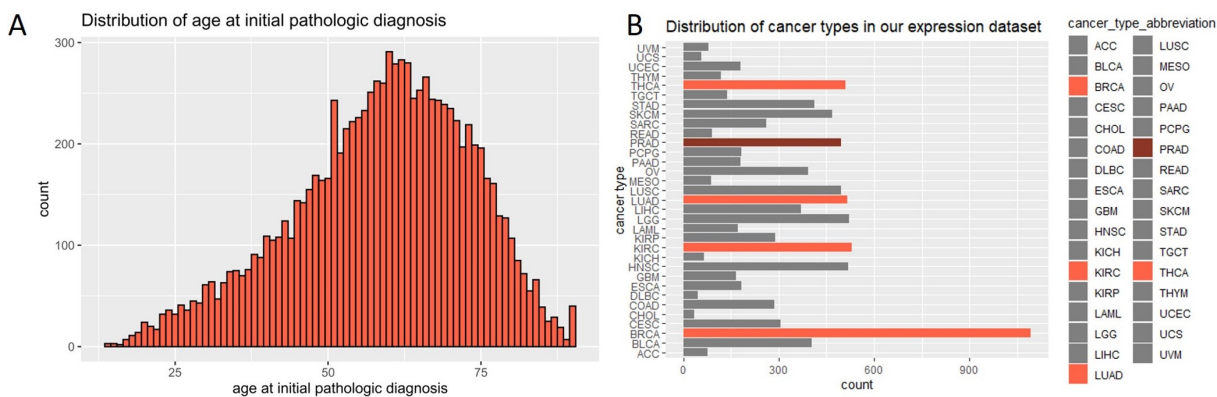 A
Distribution of age at initial pathologic diagnosis
300
200
100
0
count
25
50
75
age at initial pathologic diagnosis
B
Distribution of cancer types in our expression dataset
cancer type
UVM
UCS
UCEC
THYM
THCA
TGCT
STAD
SKCM
SARC
READ
PRAD
PCPG
PAAD
OV
MESO
LUSC
LUAD
LIHC
LGG
LAML
KIRP
KIRC
KICH
HNSC
GBM
ESCA
DLBC
COAD
CHOL
CESC
BRCA
BLCA
ACC
0
300
600
900
count
cancer_type_abbreviation
ACC
BLCA
BRCA
CESC
CHOL
COAD
DLBC
ESCA
GBM
HNSC
KICH
KIRC
KIRP
LAML
LGG
LIHC
LUAD
LUSC
MESO
OV
PAAD
PCPG
PRAD
READ
SARC
SKCM
STAD
TGCT
THCA
THYM
UCEC
UCS
UVM